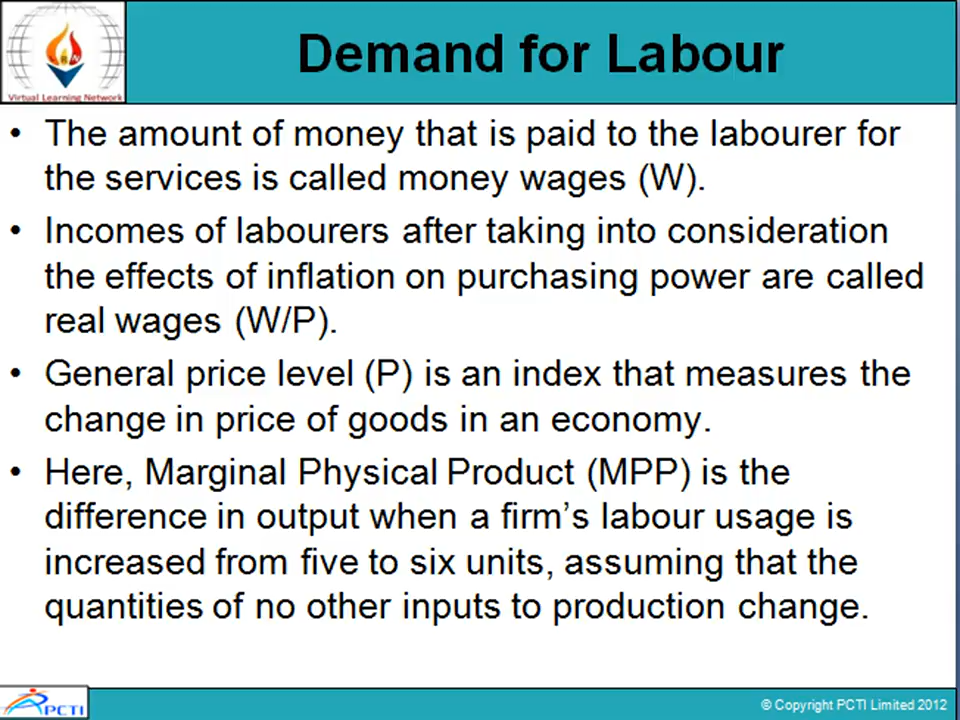 Virtual Learning Network
Demand for Labour
• The amount of money that is paid to the labourer for
the services is called money wages (W).
• Incomes of labourers after taking into consideration
the effects of inflation on purchasing power are called
real wages (W/P).
• General price level (P) is an index that measures the
change in price of goods in an economy.
• Here, Marginal Physical Product (MPP) is the
difference in output when a firm's labour usage is
increased from five to six units, assuming that the
quantities of no other inputs to production change.
PCTI
© Copyright PCTI Limited 2012